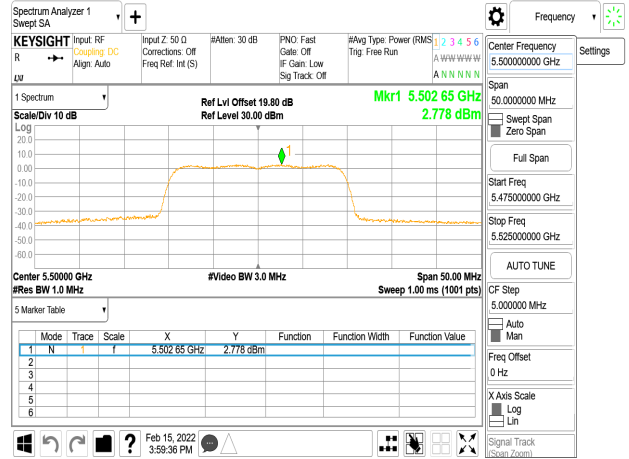 Spectrum Analyzer 1
Swept SA
Frequency
KEYSIGHT
R
Input: RF
Coupling: DC
Align: Auto
Input Z: 50 Ω
Corrections: Off
Freq Ref: Int (S)
#Atten: 30 dB
PNO: Fast
Gate: Off
IF Gain: Low
Sig Track: Off
#Avg Type: Power (RMS
Trig: Free Run
1 2 3 4 5 6
A W W W W W
A N N N N N
Settings
Center Frequency
5.500000000 GHz
Span
50.0000000 MHz
Swept Span
Zero Span
Full Span
Start Freq
5.475000000 GHz
Stop Freq
5.525000000 GHz
AUTO TUNE
CF Step
5.000000 MHz
Auto
Man
Freq Offset
0 Hz
X Axis Scale
Log
Lin
Signal Track
(Span Zoom)
1 Spectrum
Scale/Div 10 dB
Ref Lvl Offset 19.80 dB
Ref Level 30.00 dBm
Mkr1 5.502 65 GHz
2.778 dBm
Log
20.0
10.0
0.00
-10.0
-20.0
-30.0
-40.0
-50.0
-60.0
1
Center 5.50000 GHz
#Res BW 1.0 MHz
#Video BW 3.0 MHz
Span 50.00 MHz
Sweep 1.00 ms (1001 pts)
5 Marker Table
Mode Trace Scale X Y Function Function Width Function Value
1 N 1 f 5.502 65 GHz 2.778 dBm
2
3
4
5
6
?
Feb 15, 2022
3:59:36 PM